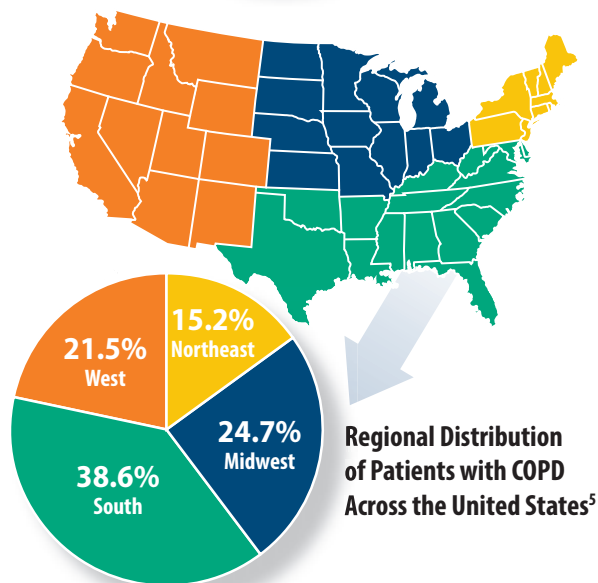 15.2%
Northeast
21.5%
West
24.7%
Midwest
38.6%
South
Regional Distribution
of Patients with COPD
Across the United States⁵